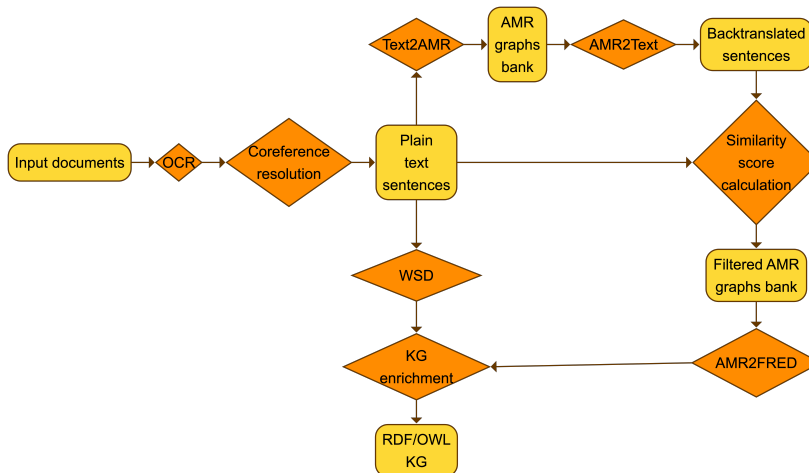 Text2AMR
AMR
graphs
bank
AMR2Text
Backtranslated
sentences
Input documents
OCR
Coreference
resolution
Plain
text
sentences
Similarity
score
calculation
WSD
Filtered AMR
graphs bank
KG
enrichment
AMR2FRED
RDF/OWL
KG